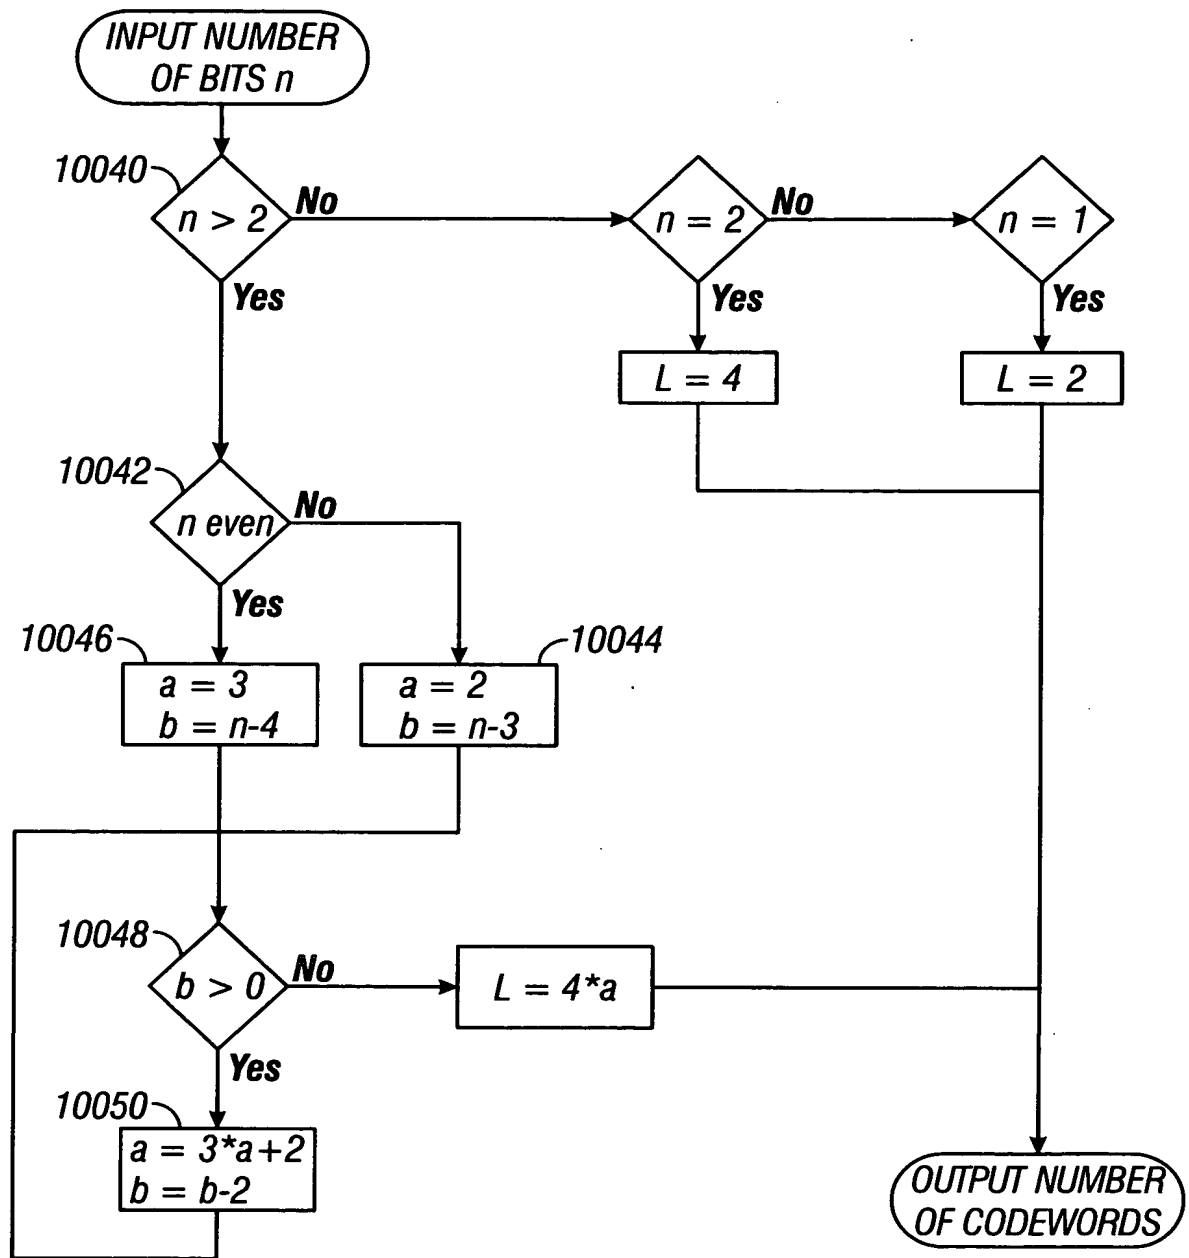 INPUT NUMBER
OF BITS n
10040
n > 2
No
n = 2
No
n = 1
Yes
Yes
Yes
L = 4
L = 2
10042
n even
No
Yes
10046
10044
a = 3
b = n-4
a = 2
b = n-3
10048
b > 0
No
L = 4*a
Yes
10050
a = 3*a+2
b = b-2
OUTPUT NUMBER
OF CODEWORDS